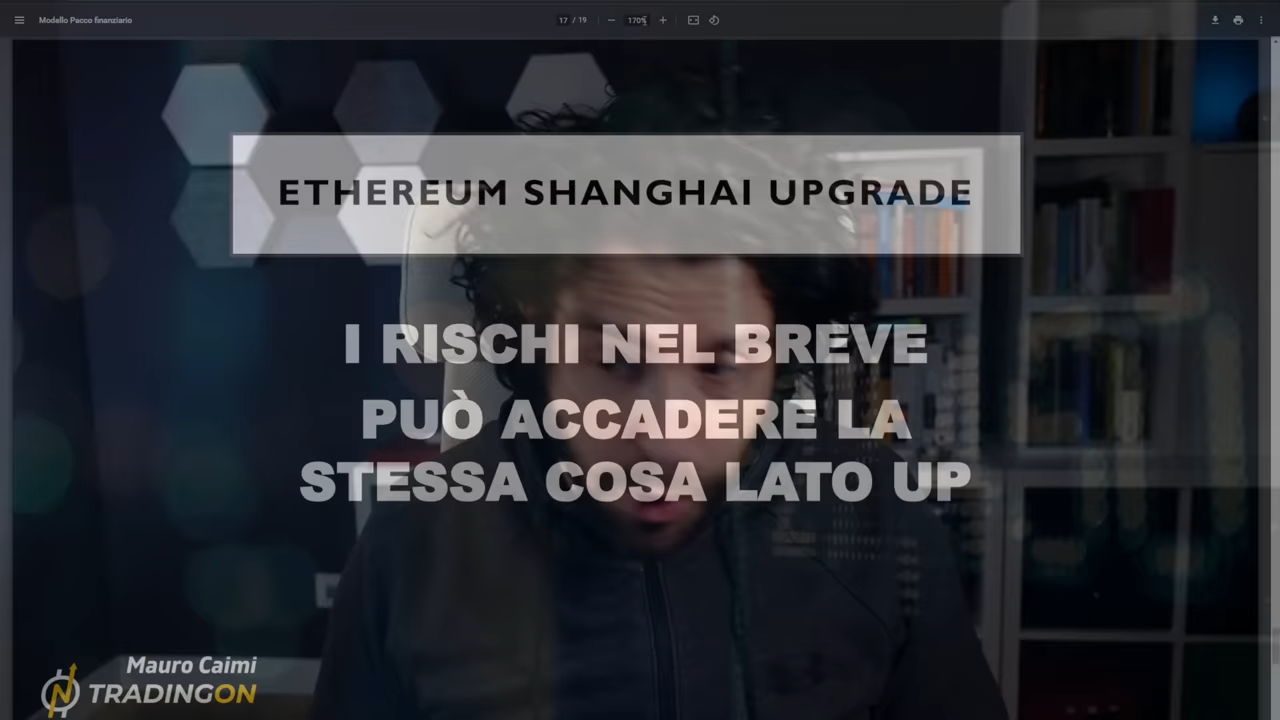 Modello Pacco finanziario
17 / 19
170%
ETHEREUM SHANGHAI UPGRADE
I RISCHI NEL BREVE
PUÒ ACCADERE LA
STESSA COSA LATO UP
Mauro Caimi
TRADINGON